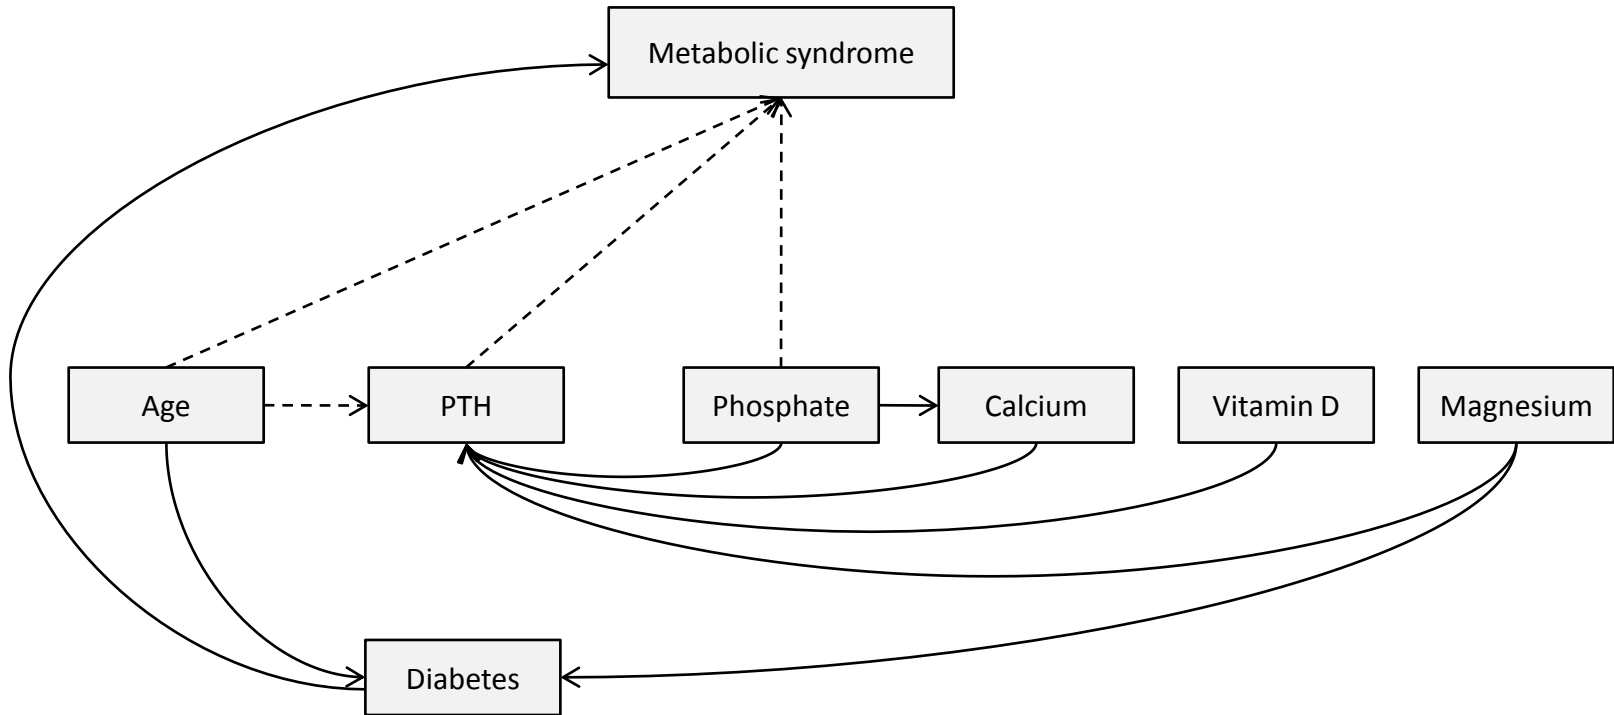 Metabolic syndrome
Age
PTH
Phosphate
Calcium
Vitamin D
Magnesium
Diabetes